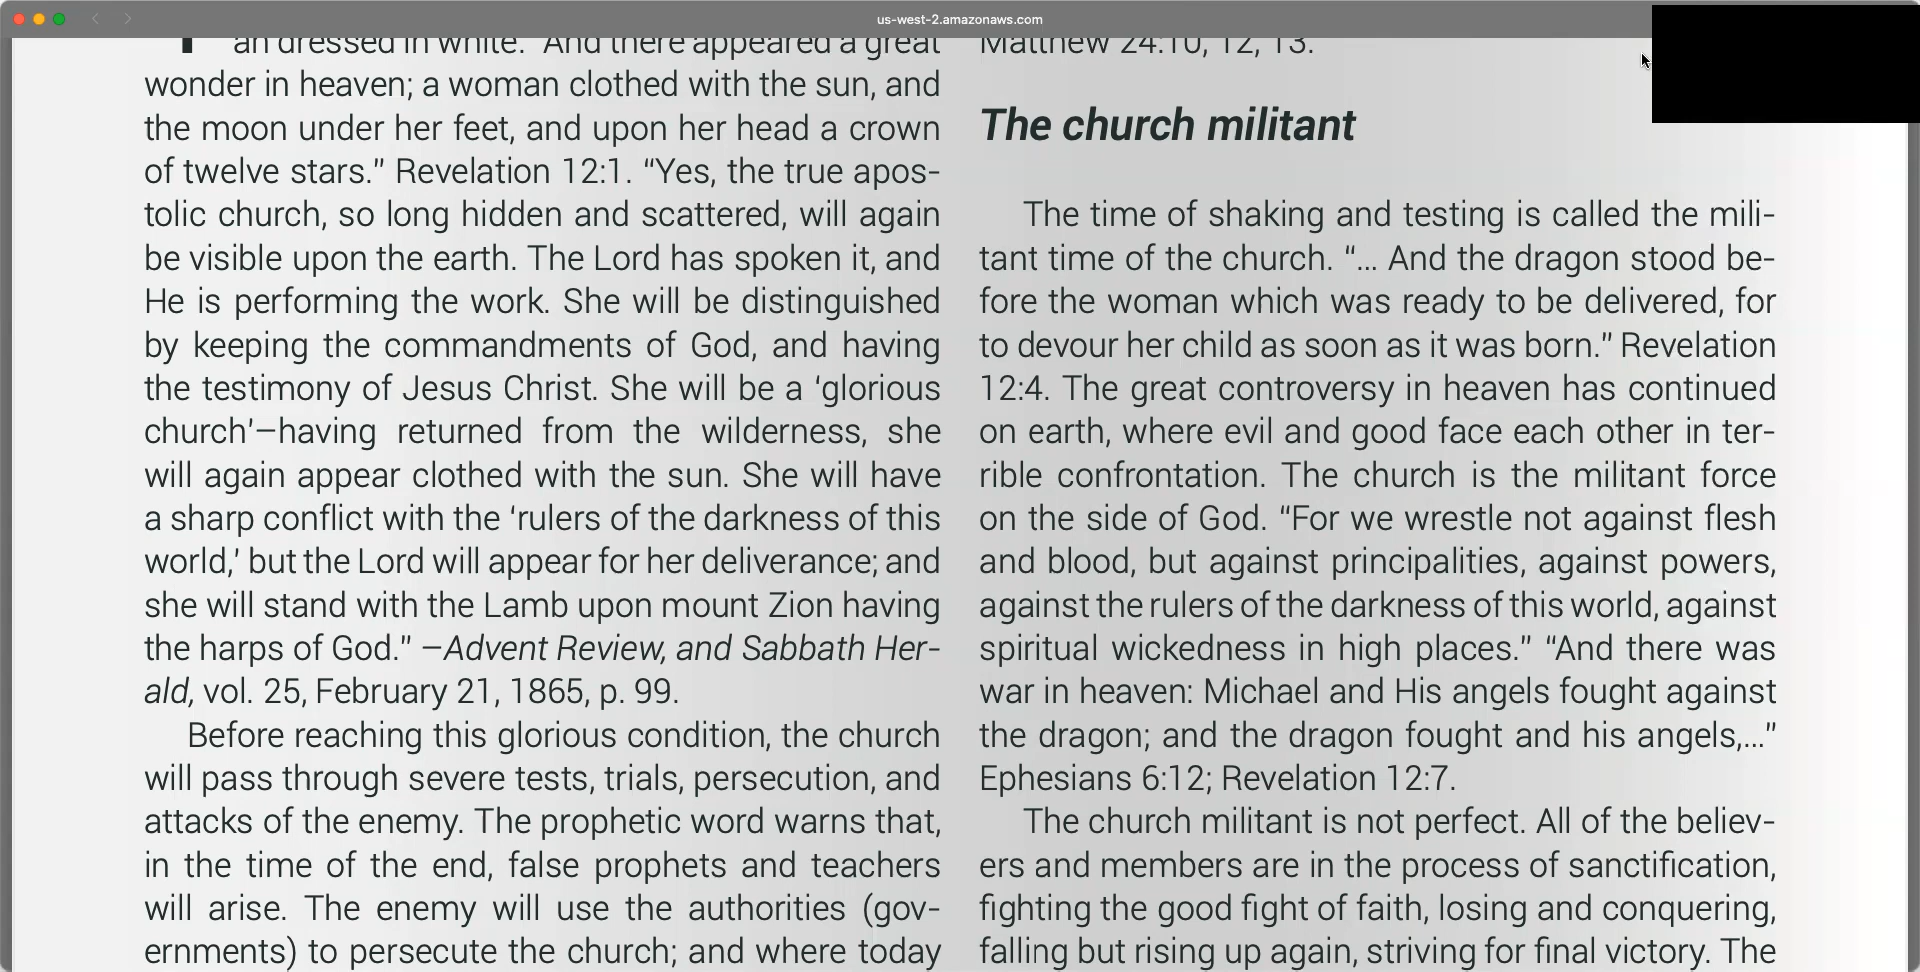 us-west-2.amazonaws.com
an dressed in white. "And there appeared a great
wonder in heaven; a woman clothed with the sun, and
the moon under her feet, and upon her head a crown
of twelve stars.” Revelation 12:1. “Yes, the true apos-
tolic church, so long hidden and scattered, will again
be visible upon the earth. The Lord has spoken it, and
He is performing the work. She will be distinguished
by keeping the commandments of God, and having
the testimony of Jesus Christ. She will be a ‘glorious
church’–having returned from the wilderness, she
will again appear clothed with the sun. She will have
a sharp conflict with the ‘rulers of the darkness of this
world,’ but the Lord will appear for her deliverance; and
she will stand with the Lamb upon mount Zion having
the harps of God.” –Advent Review, and Sabbath Her-
ald, vol. 25, February 21, 1865, p. 99.
Before reaching this glorious condition, the church
will pass through severe tests, trials, persecution, and
attacks of the enemy. The prophetic word warns that,
in the time of the end, false prophets and teachers
will arise. The enemy will use the authorities (gov-
ernments) to persecute the church; and where today
Matthew 24:10, 12, 13.
The church militant
The time of shaking and testing is called the mili-
tant time of the church. “... And the dragon stood be-
fore the woman which was ready to be delivered, for
to devour her child as soon as it was born.” Revelation
12:4. The great controversy in heaven has continued
on earth, where evil and good face each other in ter-
rible confrontation. The church is the militant force
on the side of God. “For we wrestle not against flesh
and blood, but against principalities, against powers,
against the rulers of the darkness of this world, against
spiritual wickedness in high places.” “And there was
war in heaven: Michael and His angels fought against
the dragon; and the dragon fought and his angels,...”
Ephesians 6:12; Revelation 12:7.
The church militant is not perfect. All of the believ-
ers and members are in the process of sanctification,
fighting the good fight of faith, losing and conquering,
falling but rising up again, striving for final victory. The